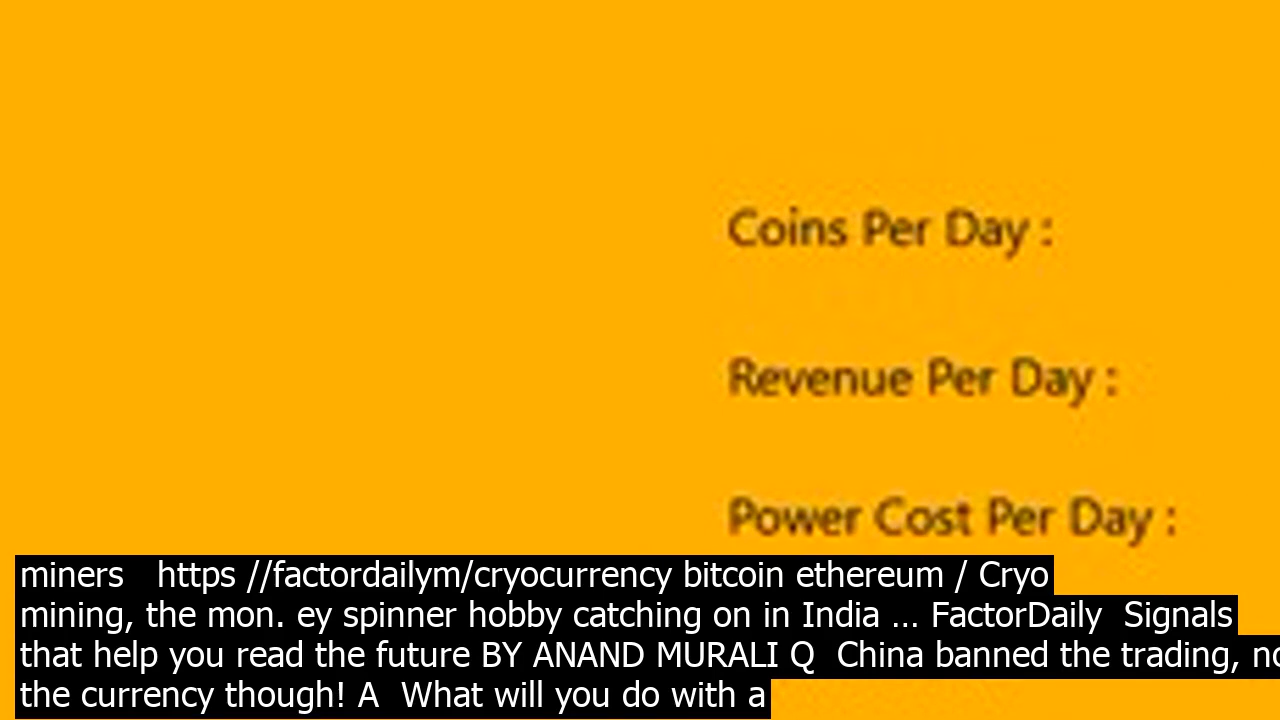 Coins Per Day :
Revenue Per Day :
Power Cost Per Day :
miners https //factordailym/cryocurrency bitcoin ethereum / Cryo
mining, the mon. ey spinner hobby catching on in India ... FactorDaily Signals
that help you read the future BY ANAND MURALI Q China banned the trading,
the currency though! A What will you do with a